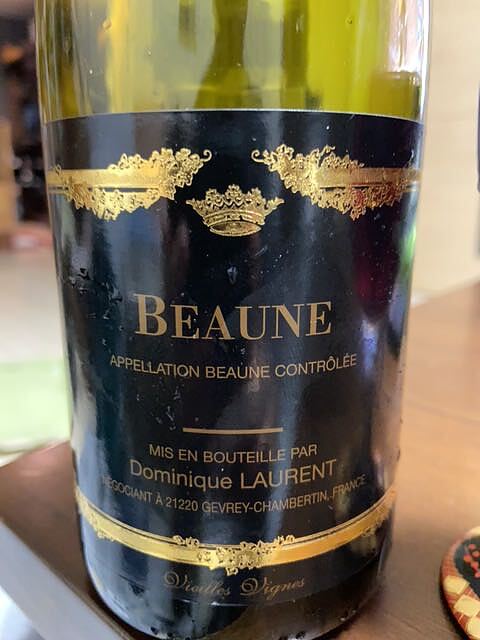 BEAUNE
APPELLATION BEAUNE CONTRÔLÉE
MIS EN BOUTEILLE PAR
Dominique LAURENT
NÉGOCIANT À 21220 GEVREY-CHAMBERTIN, FRANCE
Vieilles Vignes